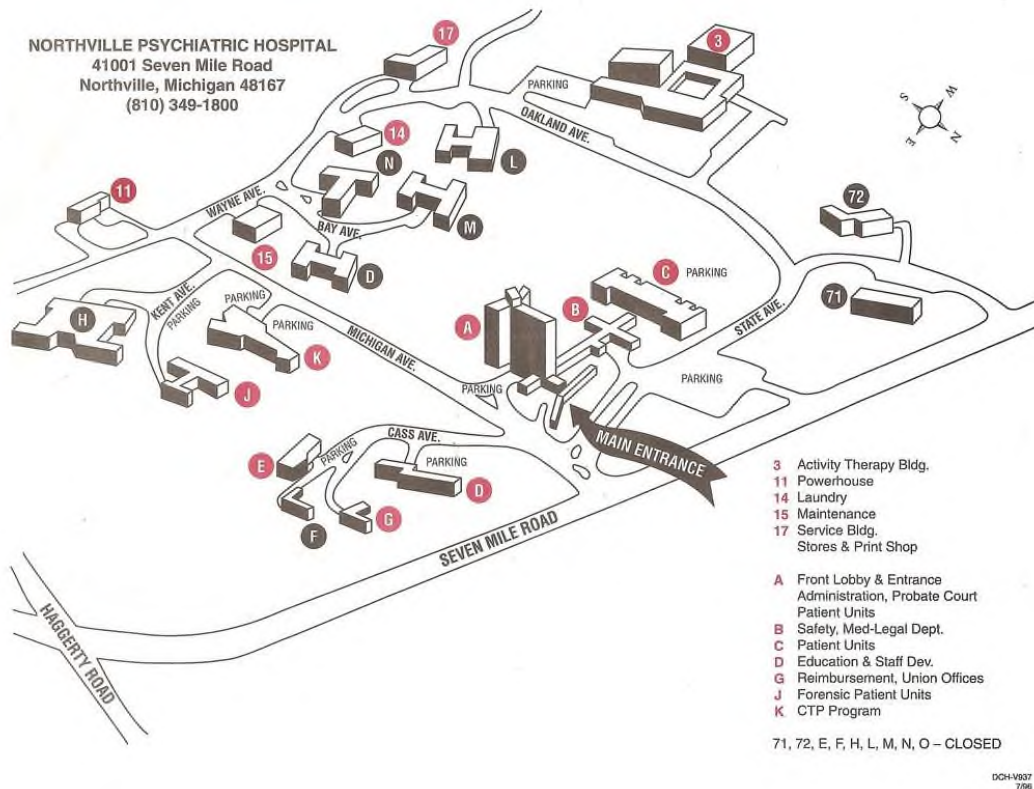 NORTHVILLE PSYCHIATRIC HOSPITAL
41001 Seven Mile Road
Northville, Michigan 48167
(810) 349-1800
17
3
PARKING
OAKLAND AVE.
S
W
E
N
14
L
N
11
WAYNE AVE.
M
BAY AVE.
72
15
D
C
PARKING
KENT AVE.
PARKING
PARKING
H
PARKING
MICHIGAN AVE.
A
B
STATE AVE.
71
K
J
PARKING
PARKING
MAIN ENTRANCE
CASS AVE.
E
PARKING
PARKING
D
F
G
SEVEN MILE ROAD
HAGGERTY ROAD
3 Activity Therapy Bldg.
11 Powerhouse
14 Laundry
15 Maintenance
17 Service Bldg.
Stores & Print Shop
A Front Lobby & Entrance
Administration, Probate Court
Patient Units
B Safety, Med-Legal Dept.
C Patient Units
D Education & Staff Dev.
G Reimbursement, Union Offices
J Forensic Patient Units
K CTP Program
71, 72, E, F, H, L, M, N, O – CLOSED
DCH-V937